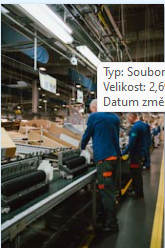 Typ: Soubor
Velikost: 2,6
Datum změ